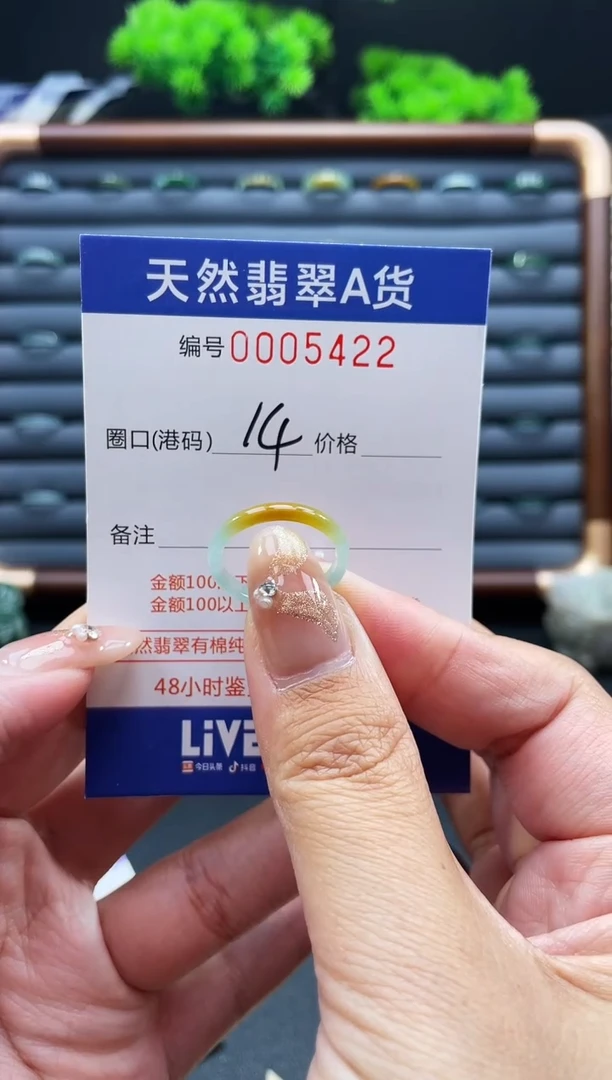 天然翡翠A货
编号0005422
圈口(港码) 14 价格
备注
金额100
金额100以上
然翡翠有棉纯
48小时鉴
LIVE
今日头条 抖音